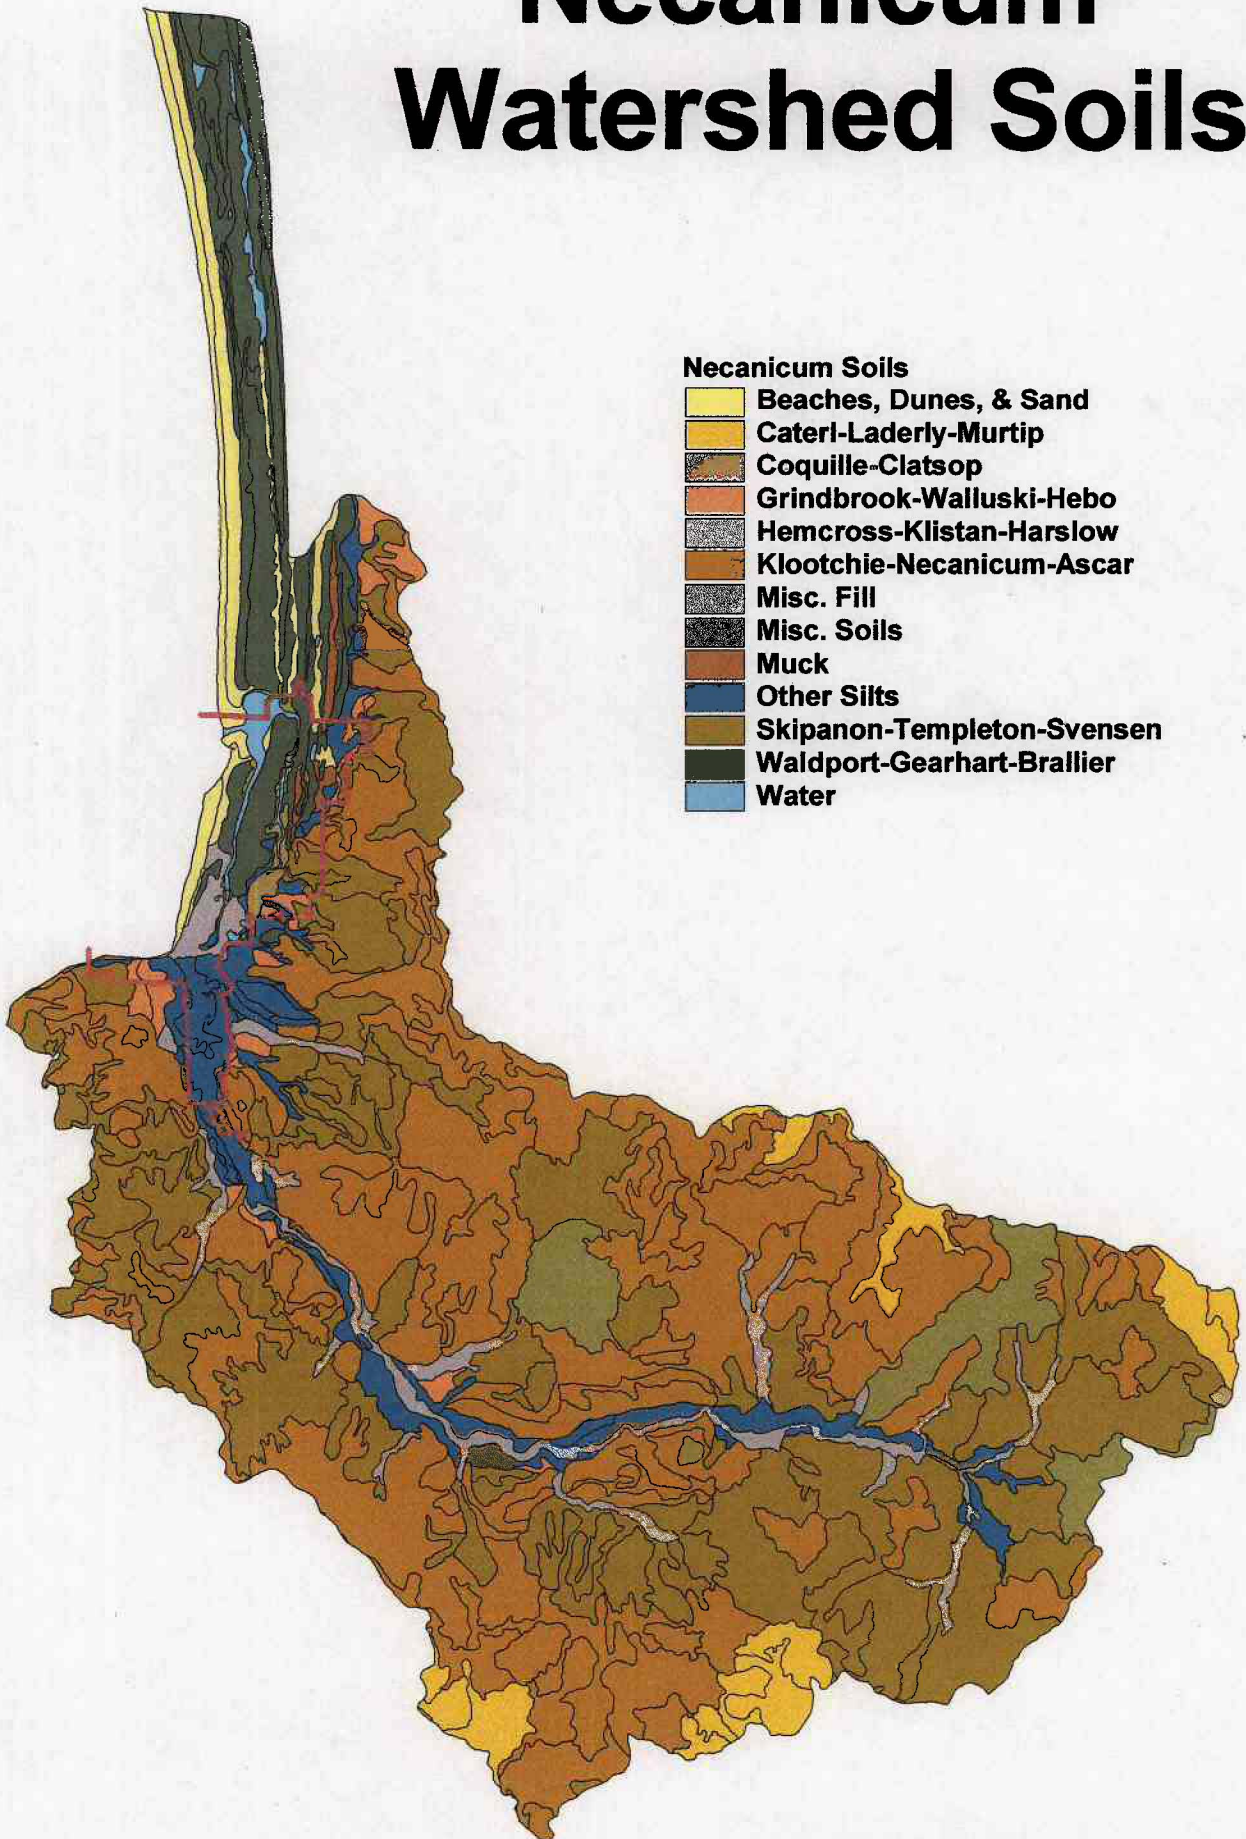 Necanicum
Watershed Soils
Necanicum Soils
Beaches, Dunes, & Sand
Caterl-Laderly-Murtip
Coquille-Clatsop
Grindbrook-Walluski-Hebo
Hemcross-Klistan-Harslow
Klootchie-Necanicum-Ascar
Misc. Fill
Misc. Soils
Muck
Other Silts
Skipanon-Templeton-Svensen
Waldport-Gearhart-Brallier
Water